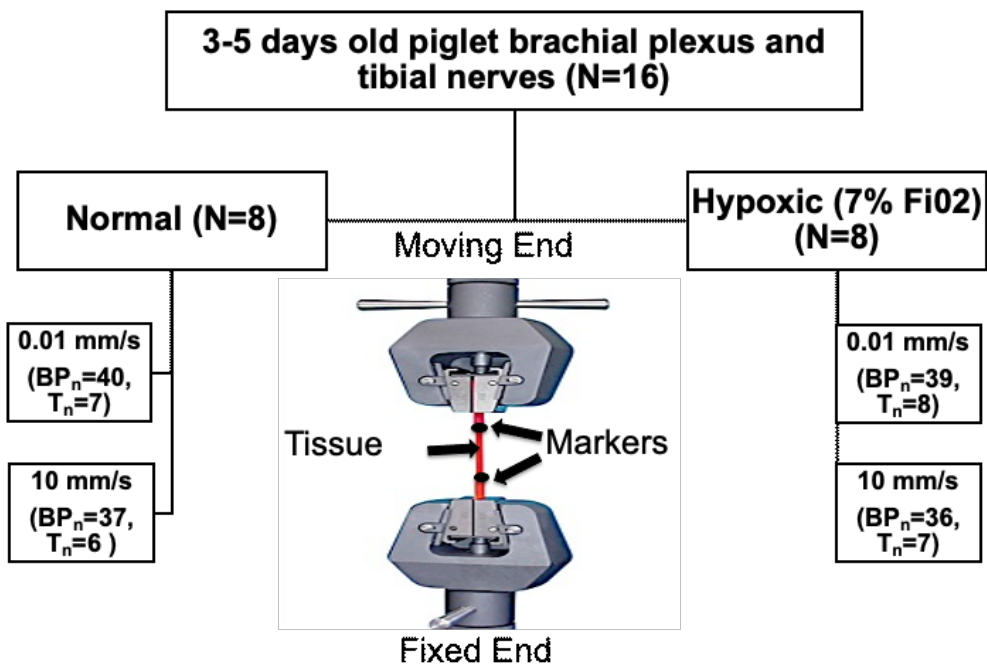 3-5 days old piglet brachial plexus and
tibial nerves (N=16)
Normal (N=8)
Hypoxic (7% Fi02)
(N=8)
Moving End
0.01 mm/s
(BPₙ=40,
Tₙ=7)
0.01 mm/s
(BPₙ=39,
Tₙ=8)
Tissue
Markers
10 mm/s
(BPₙ=37,
Tₙ=6 )
10 mm/s
(BPₙ=36,
Tₙ=7)
Fixed End